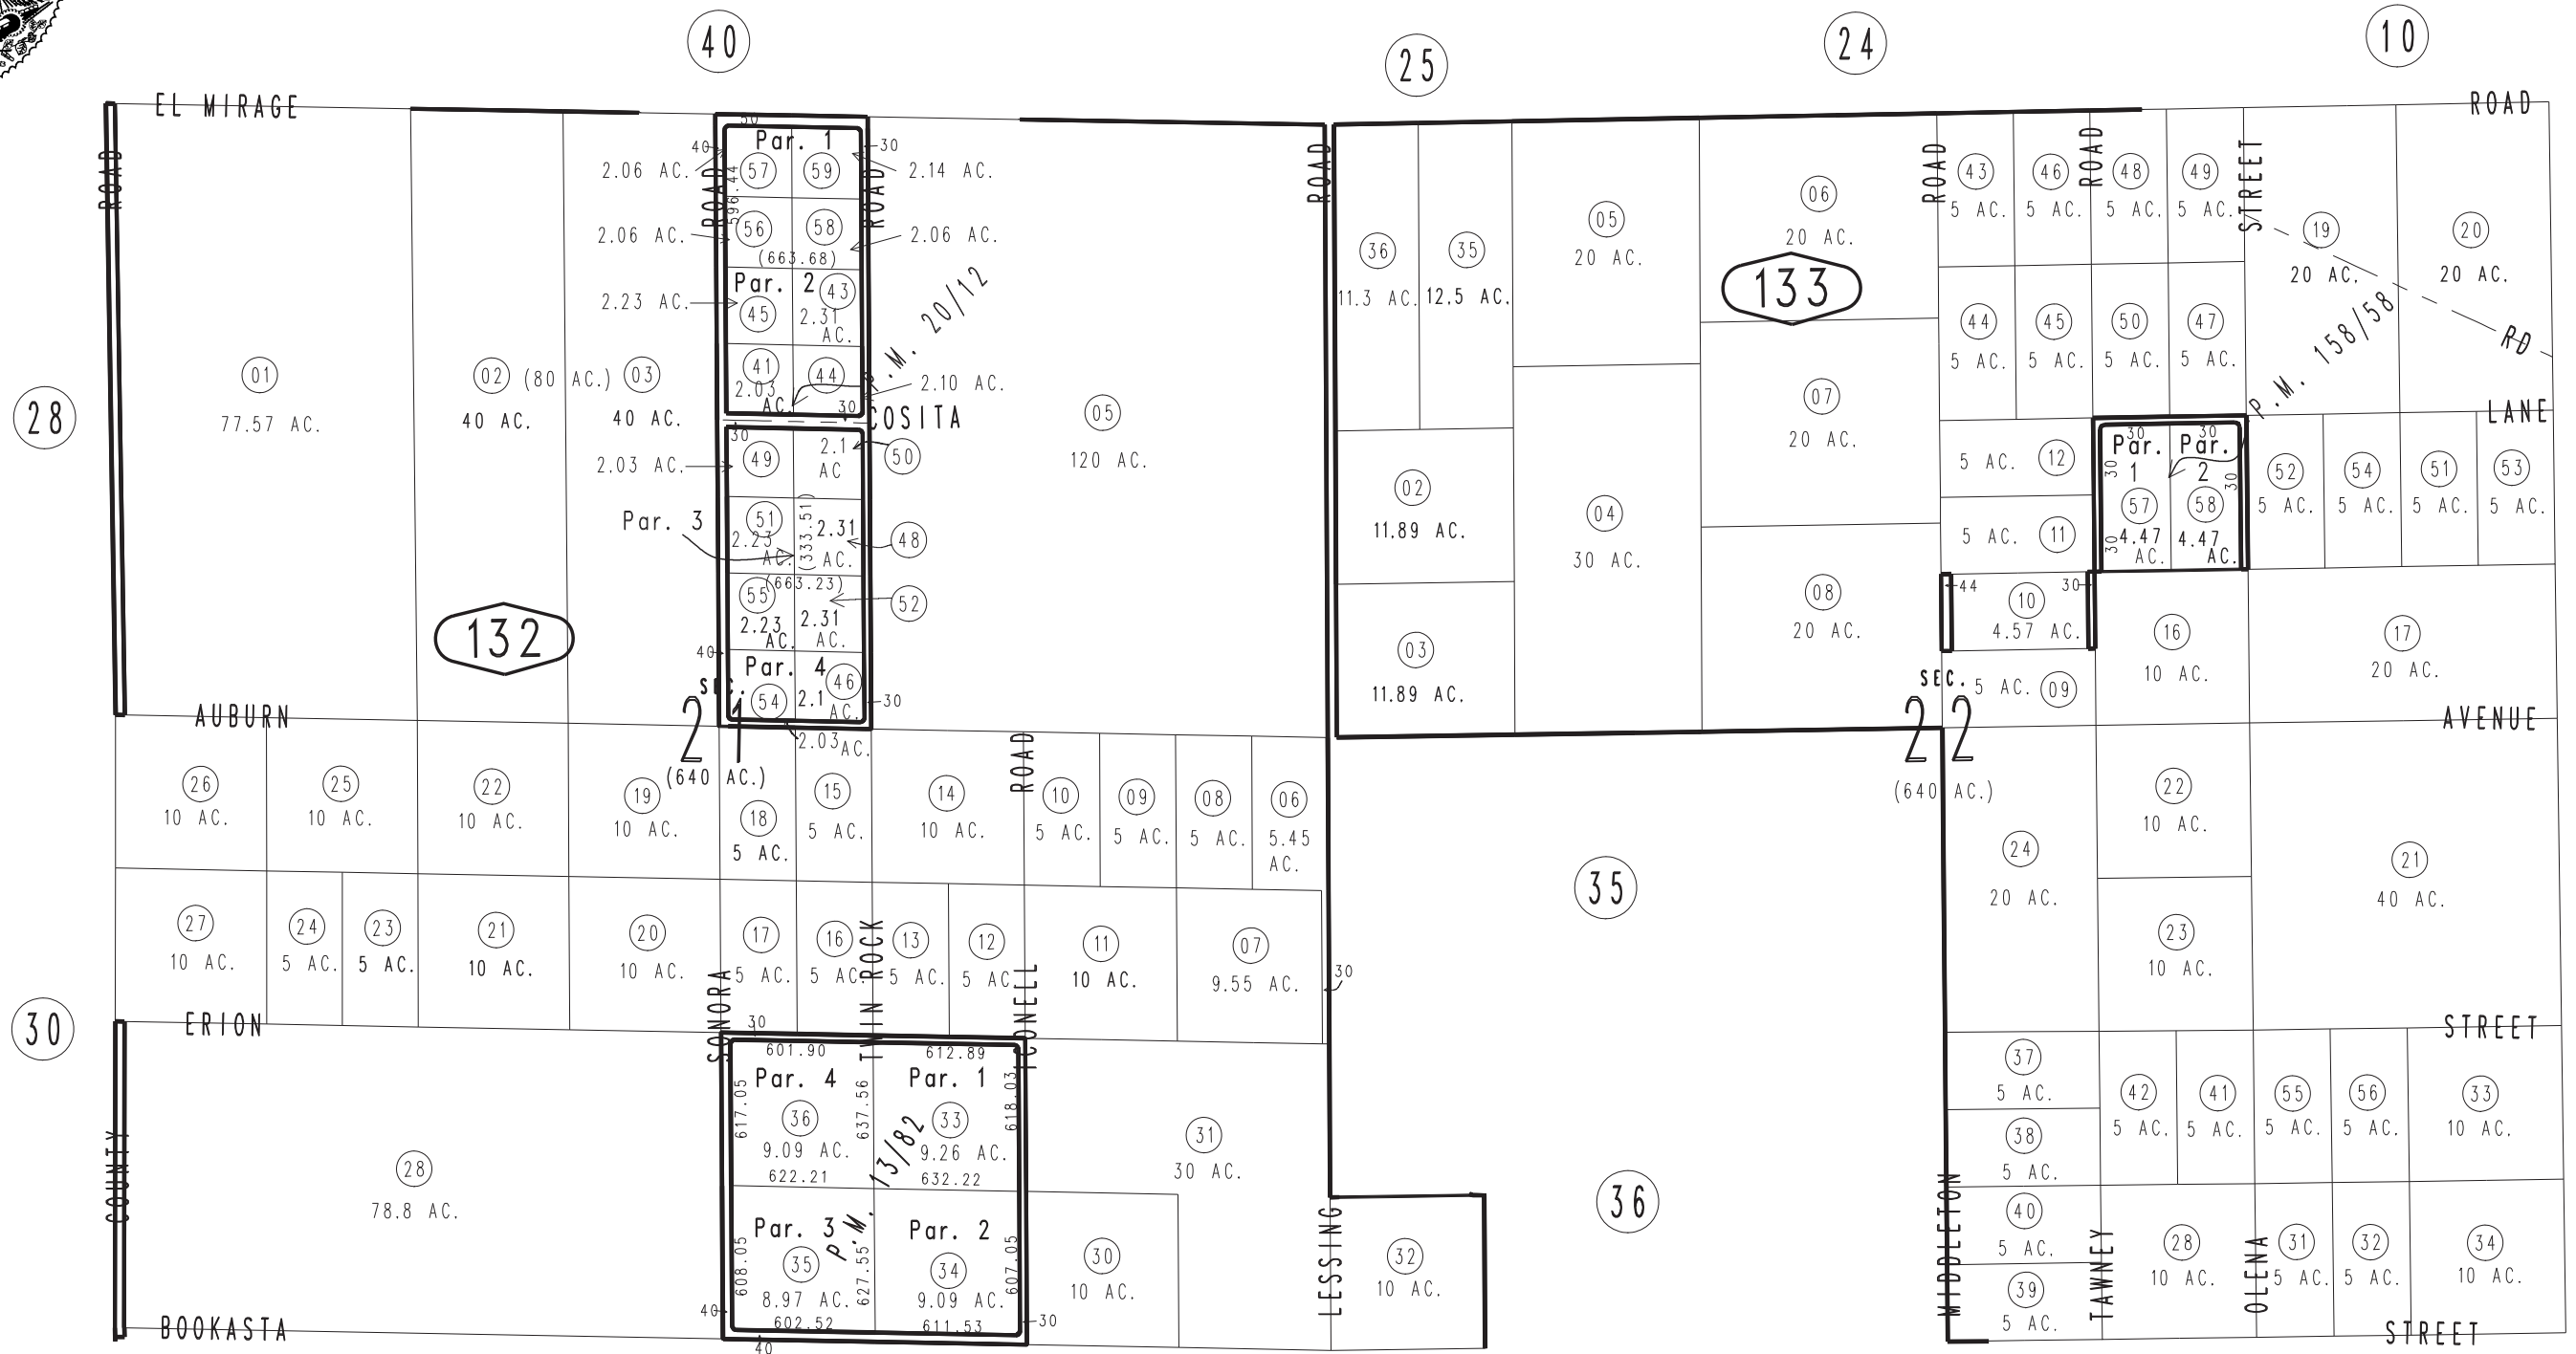 40
25
24
10
EL MIRAGE
ROAD
ROAD
ROAD
ROAD
ROAD
ROAD
ROAD
STREET
28
30
01
77.57 AC.
02
(80 AC.)
03
40 AC.
40 AC.
132
50
40
30
Par. 1
57
59
2.06 AC.
2.14 AC.
596.44
56
58
2.06 AC.
2.06 AC.
(663.68)
Par. 2
43
2.23 AC.
45
2.31
AC.
41
44
2.03
AC.
2.10 AC.
P.M. 20/12
30
COSITA
LANE
30
49
2.1
AC
50
2.03 AC.
51
2.23
AC.
(333.51)
2.31
AC.
48
Par. 3
(663.23)
55
2.23
AC.
2.31
AC.
52
40
Par. 4
46
54
2.1
AC.
30
2.03 AC.
05
120 AC.
SEC.
21
(640 AC.)
AUBURN
AVENUE
26
10 AC.
25
10 AC.
22
10 AC.
19
10 AC.
18
5 AC.
15
5 AC.
14
10 AC.
ROAD
10
5 AC.
09
5 AC.
08
5 AC.
06
5.45
AC.
27
10 AC.
24
5 AC.
23
5 AC.
21
10 AC.
20
10 AC.
17
5 AC.
16
5 AC.
13
5 AC.
12
5 AC.
11
10 AC.
07
9.55 AC.
30
ERION
STREET
SONORA
TWIN ROCK
COUNTY
28
78.8 AC.
30
601.90
612.89
Par. 4
Par. 1
617.05
637.56
618.03
36
9.09 AC.
622.21
33
9.26 AC.
632.22
P.M. 13/82
Par. 3
Par. 2
608.05
627.55
607.05
35
8.97 AC.
602.52
34
9.09 AC.
611.53
40
40
30
31
30 AC.
30
10 AC.
BOOKASTA
STREET
LESSING
32
10 AC.
36
11.3 AC.
35
12.5 AC.
05
20 AC.
06
20 AC.
133
02
11.89 AC.
03
11.89 AC.
04
30 AC.
07
20 AC.
08
20 AC.
43
5 AC.
46
5 AC.
48
5 AC.
49
5 AC.
44
5 AC.
45
5 AC.
50
5 AC.
47
5 AC.
19
20 AC.
20
20 AC.
RD
P.M. 158/58
5 AC.
12
5 AC.
11
44
30
10
4.57 AC.
5 AC.
09
30
30
Par.
1
Par.
2
30
30
30
57
4.47
AC.
58
4.47
AC.
52
5 AC.
54
5 AC.
51
5 AC.
53
5 AC.
16
10 AC.
17
20 AC.
SEC.
22
(640 AC.)
35
36
24
20 AC.
22
10 AC.
23
10 AC.
21
40 AC.
37
5 AC.
38
5 AC.
40
5 AC.
39
5 AC.
42
5 AC.
41
5 AC.
55
5 AC.
56
5 AC.
33
10 AC.
28
10 AC.
31
5 AC.
32
5 AC.
34
10 AC.
MIDDLETON
TAWNEY
OLENA